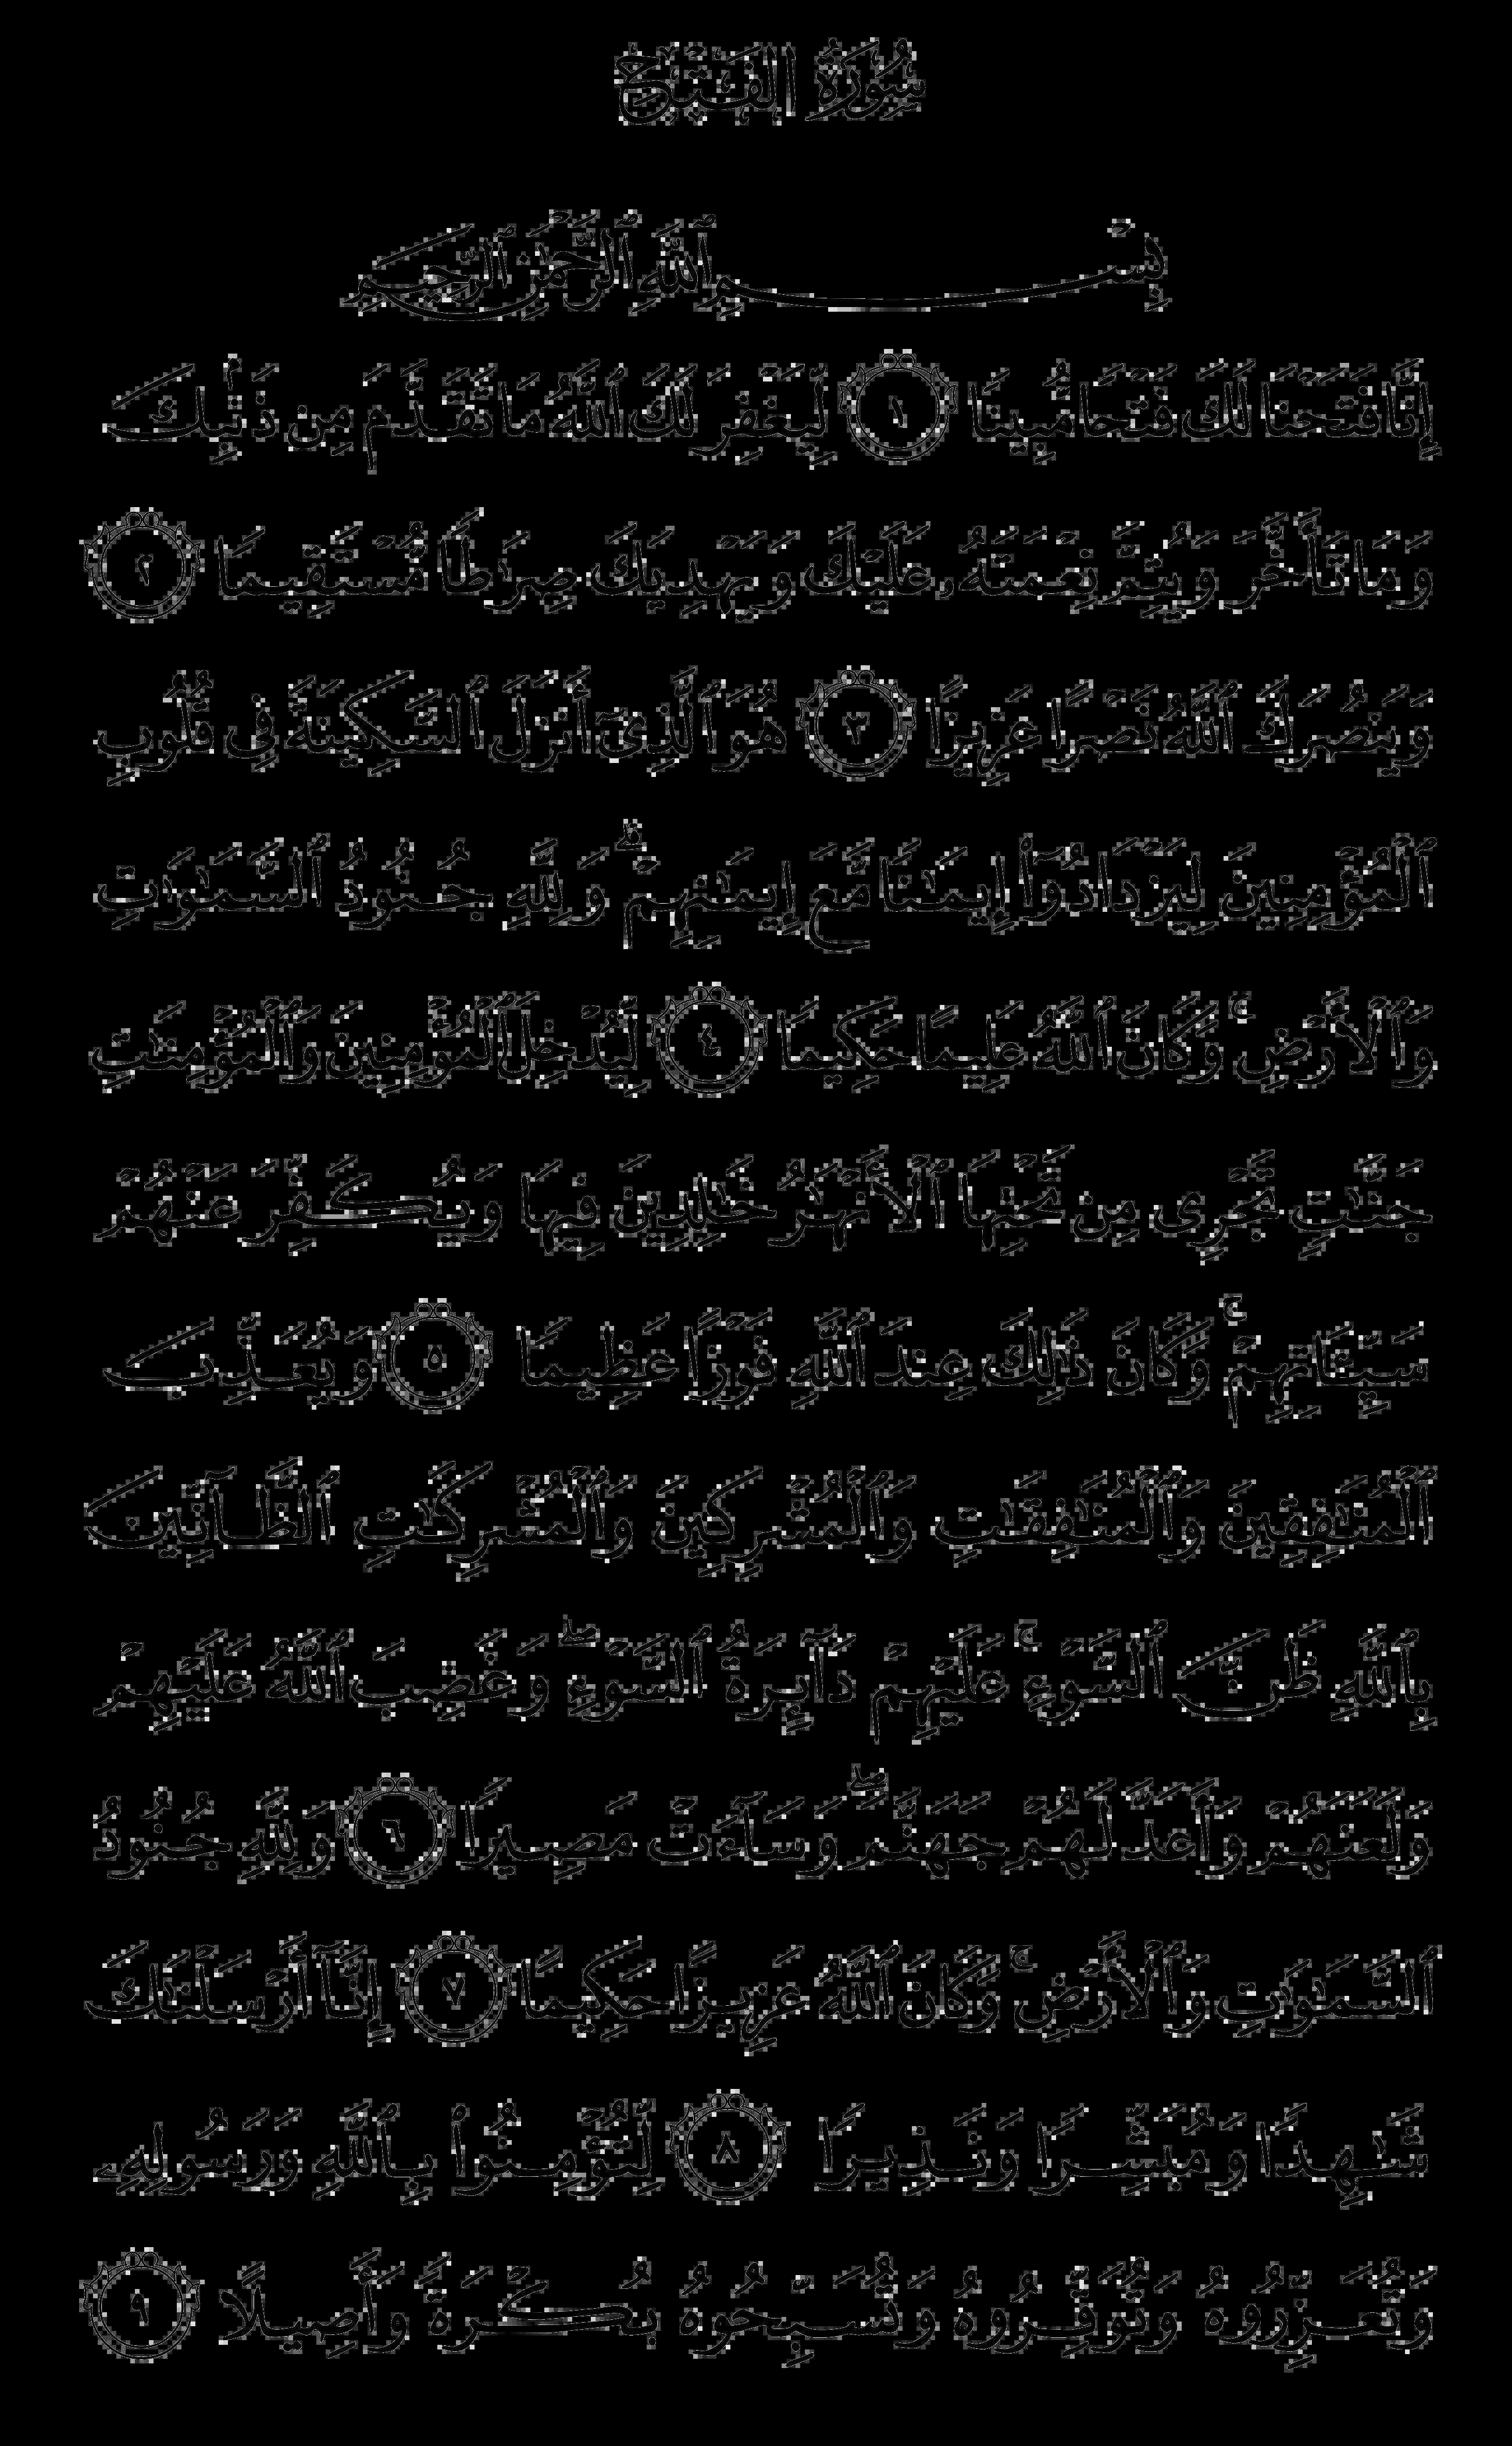 سُورَةُ الفَتْحِ
بِسْمِ ٱللَّهِ ٱلرَّحْمَٰنِ ٱلرَّحِيمِ
إِنَّا فَتَحْنَا لَكَ فَتْحًا مُّبِينًا ١ لِّيَغْفِرَ لَكَ ٱللَّهُ مَا تَقَدَّمَ مِن ذَنۢبِكَ
وَمَا تَأَخَّرَ وَيُتِمَّ نِعْمَتَهُۥ عَلَيْكَ وَيَهْدِيَكَ صِرَٰطًا مُّسْتَقِيمًا ٢
وَيَنصُرَكَ ٱللَّهُ نَصْرًا عَزِيزًا ٣ هُوَ ٱلَّذِىٓ أَنزَلَ ٱلسَّكِينَةَ فِى قُلُوبِ
ٱلْمُؤْمِنِينَ لِيَزْدَادُوٓا۟ إِيمَٰنًا مَّعَ إِيمَٰنِهِمْ ۗ وَلِلَّهِ جُنُودُ ٱلسَّمَٰوَٰتِ
وَٱلْأَرْضِ ۚ وَكَانَ ٱللَّهُ عَلِيمًا حَكِيمًا ٤ لِّيُدْخِلَ ٱلْمُؤْمِنِينَ وَٱلْمُؤْمِنَٰتِ
جَنَّٰتٍ تَجْرِى مِن تَحْتِهَا ٱلْأَنْهَٰرُ خَٰلِدِينَ فِيهَا وَيُكَفِّرَ عَنْهُمْ
سَيِّـَٔاتِهِمْ ۚ وَكَانَ ذَٰلِكَ عِندَ ٱللَّهِ فَوْزًا عَظِيمًا ٥ وَيُعَذِّبَ
ٱلْمُنَٰفِقِينَ وَٱلْمُنَٰفِقَٰتِ وَٱلْمُشْرِكِينَ وَٱلْمُشْرِكَٰتِ ٱلظَّآنِّينَ
بِٱللَّهِ ظَنَّ ٱلسَّوْءِ ۚ عَلَيْهِمْ دَآئِرَةُ ٱلسَّوْءِ ۖ وَغَضِبَ ٱللَّهُ عَلَيْهِمْ
وَلَعَنَهُمْ وَأَعَدَّ لَهُمْ جَهَنَّمَ ۖ وَسَآءَتْ مَصِيرًا ٦ وَلِلَّهِ جُنُودُ
ٱلسَّمَٰوَٰتِ وَٱلْأَرْضِ ۚ وَكَانَ ٱللَّهُ عَزِيزًا حَكِيمًا ٧ إِنَّآ أَرْسَلْنَٰكَ
شَٰهِدًا وَمُبَشِّرًا وَنَذِيرًا ٨ لِّتُؤْمِنُوا۟ بِٱللَّهِ وَرَسُولِهِۦ
وَتُعَزِّرُوهُ وَتُوَقِّرُوهُ وَتُسَبِّحُوهُ بُكْرَةً وَأَصِيلًا ٩